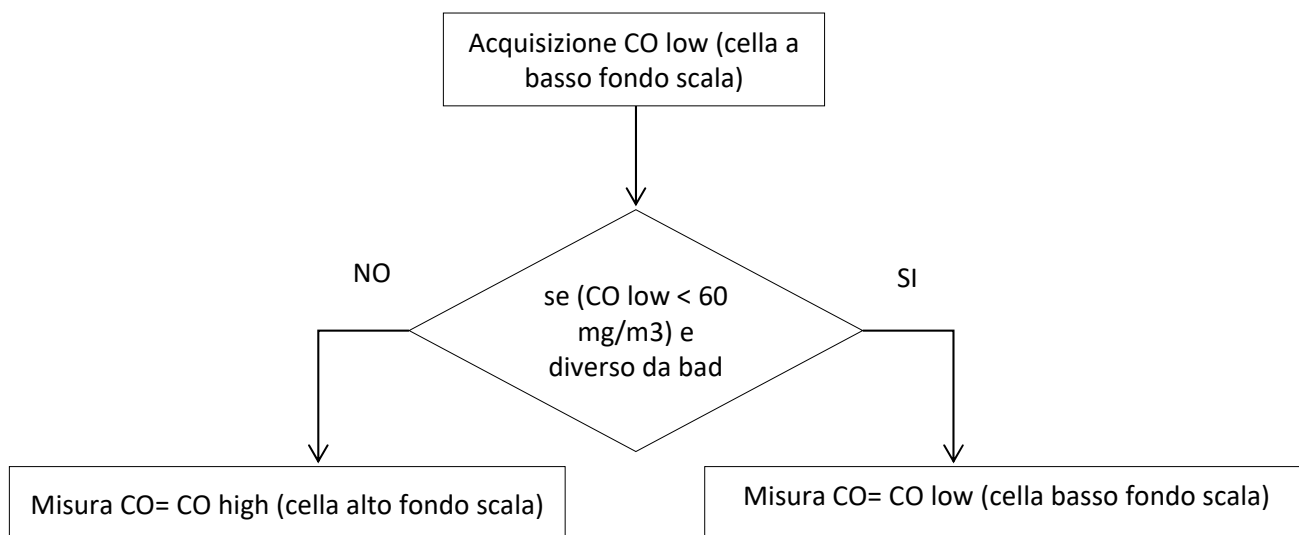 Acquisizione CO low (cella a
basso fondo scala)
NO
SI
se (CO low < 60
mg/m3) e
diverso da bad
Misura CO= CO high (cella alto fondo scala)
Misura CO= CO low (cella basso fondo scala)